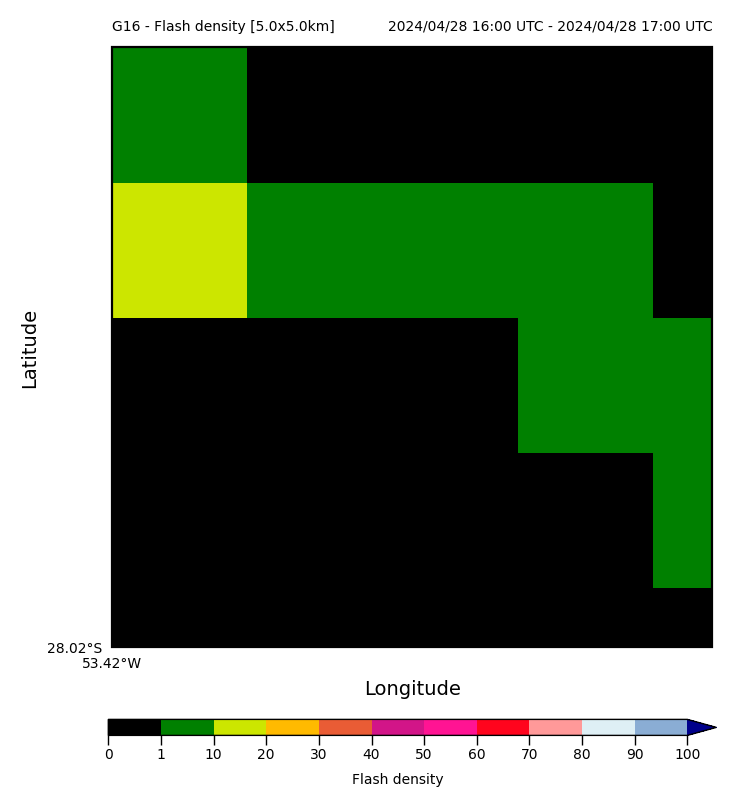 G16 - Flash density [5.0x5.0km] 2024/04/28 16:00 UTC - 2024/04/28 17:00 UTC
Latitude
28.02°S
53.42°W
Longitude
0 1 10 20 30 40 50 60 70 80 90 100
Flash density